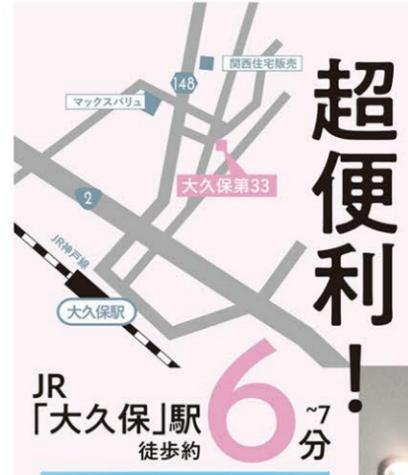 関西住宅販売
148
マックスバリュ
大久保第33
2
JR神戸線
大久保駅
超便利！
JR
「大久保」駅
徒歩約
6
~7
分